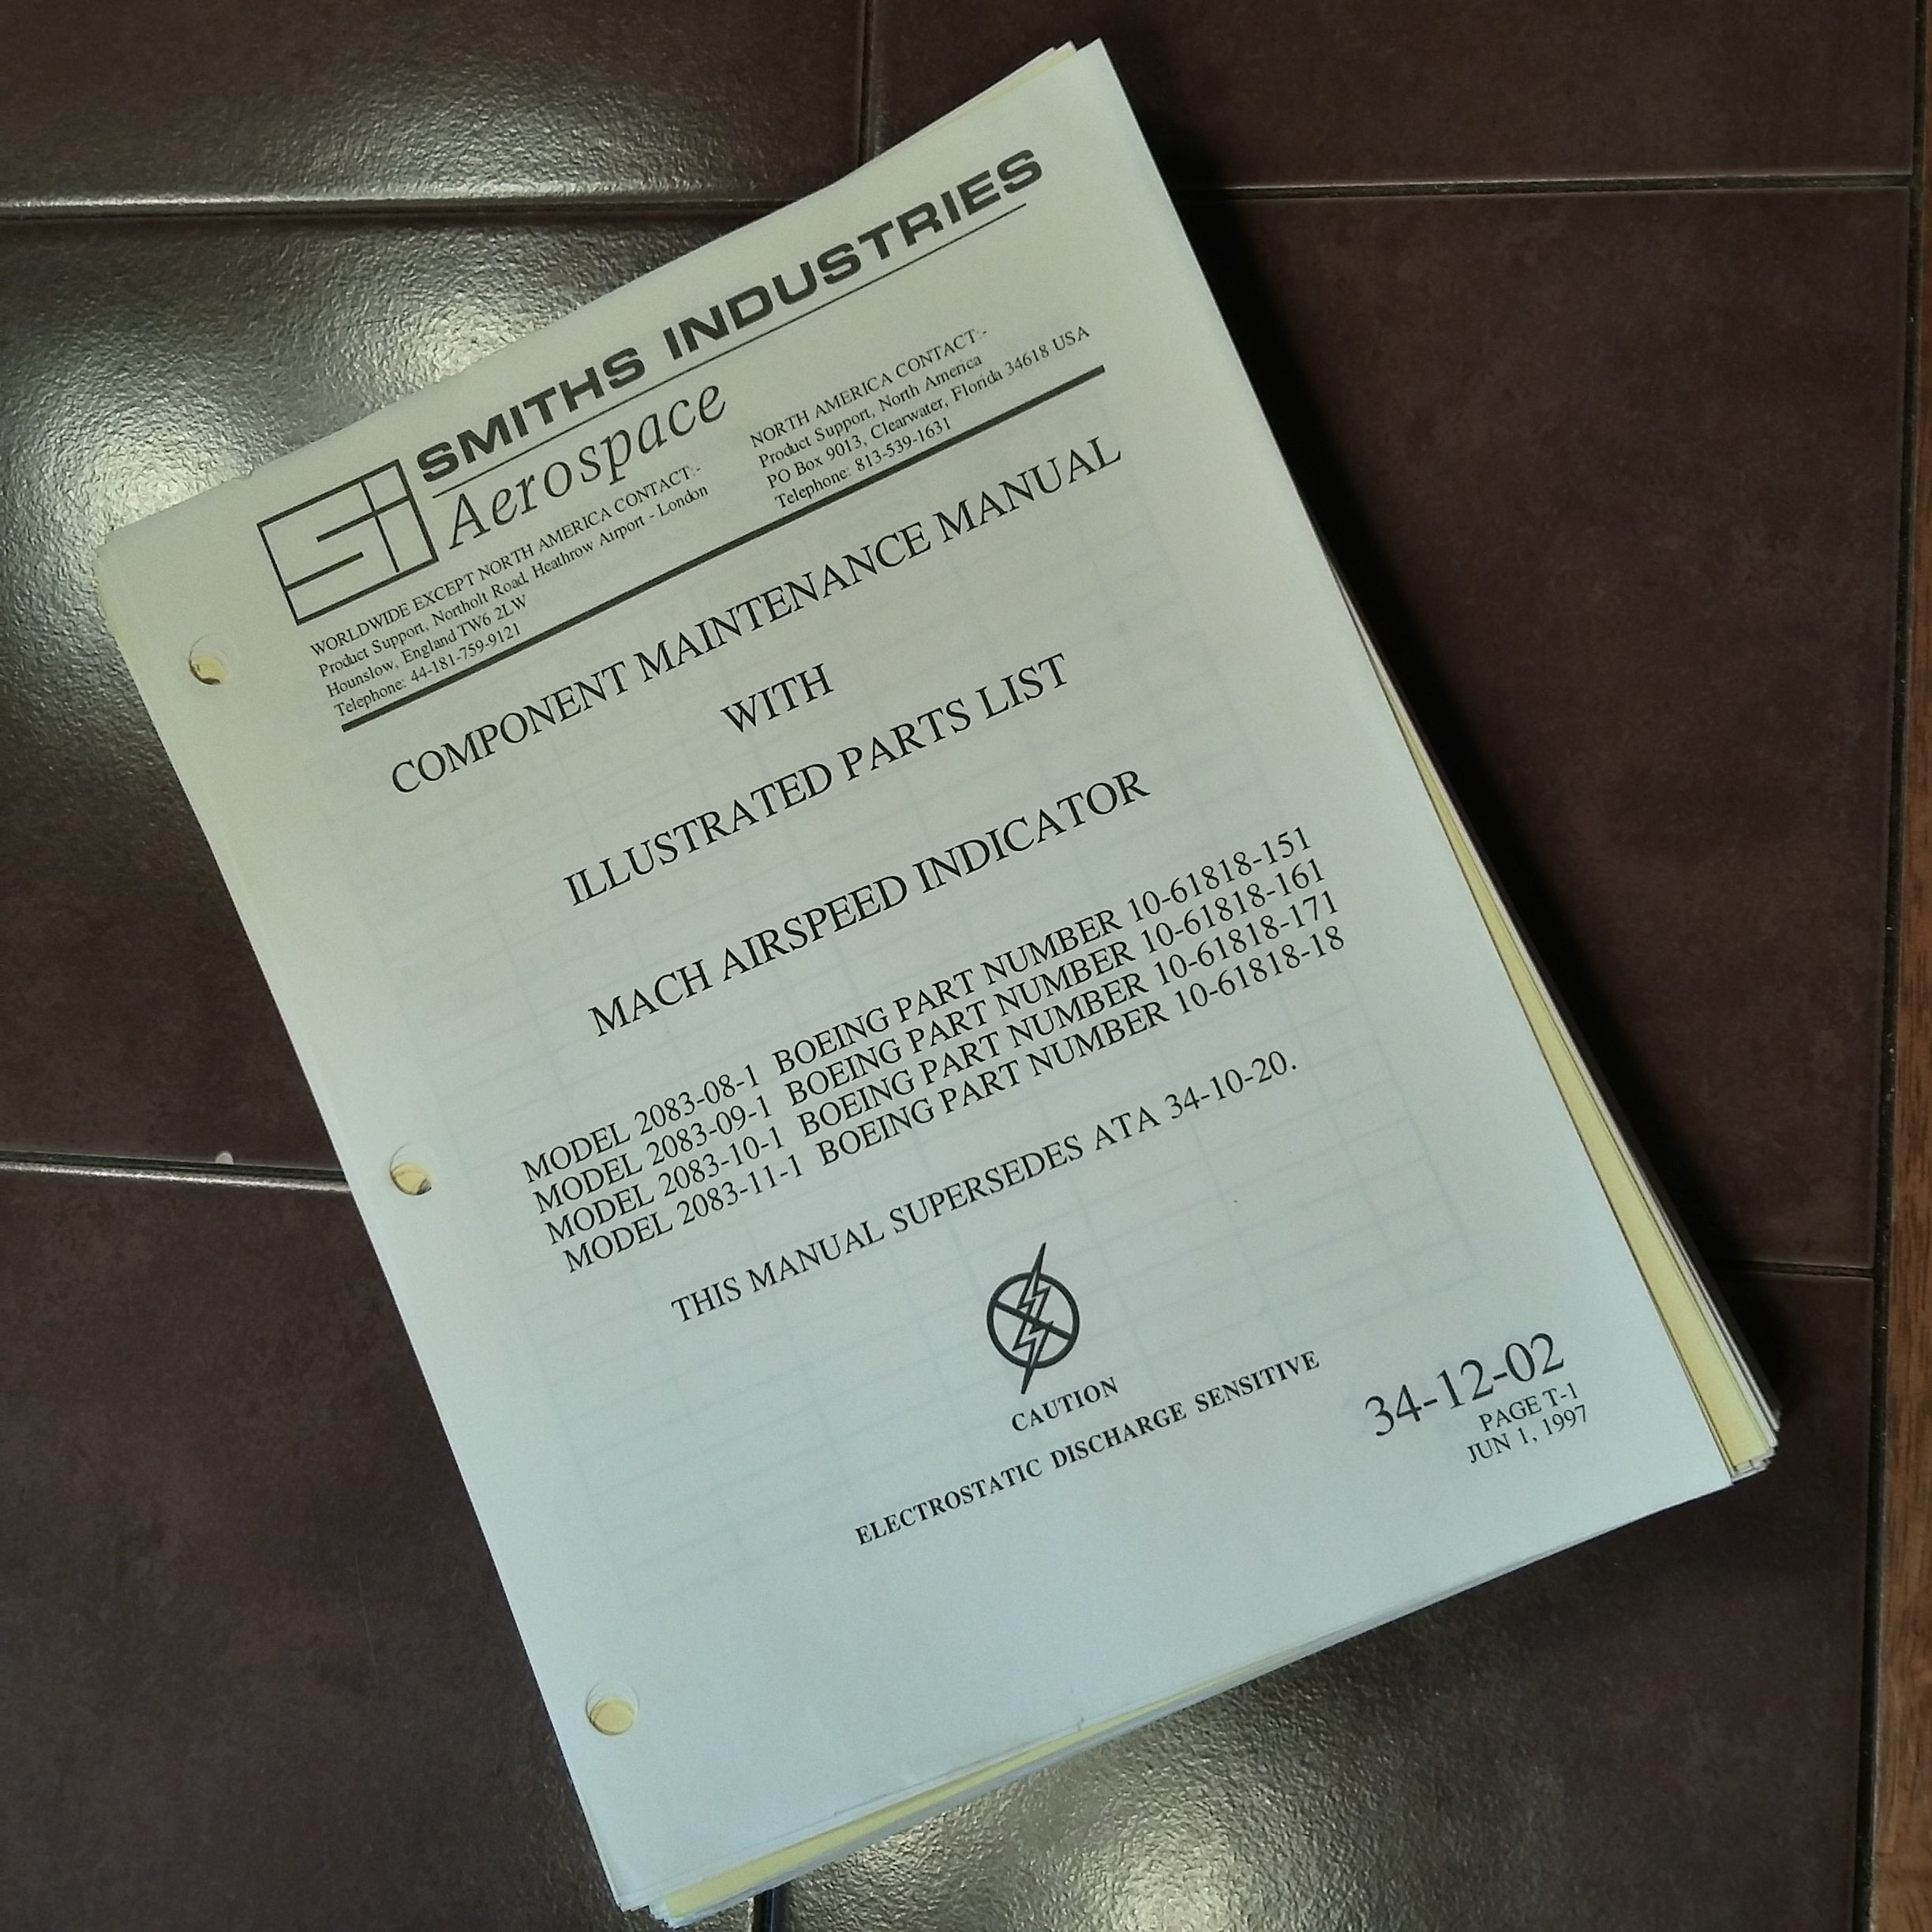 Si
SMITHS INDUSTRIES
Aerospace
WORLDWIDE EXCEPT NORTH AMERICA CONTACT:-
Product Support, Northolt Road, Heathrow Airport - London
Hounslow, England TW6 2LW
Telephone: 44-181-759-9121
NORTH AMERICA CONTACT:-
Product Support, North America
PO Box 9013, Clearwater, Florida 34618 USA
Telephone: 813-539-1631
COMPONENT MAINTENANCE MANUAL
WITH
ILLUSTRATED PARTS LIST
MACH AIRSPEED INDICATOR
MODEL 2083-08-1 BOEING PART NUMBER 10-61818-151
MODEL 2083-09-1 BOEING PART NUMBER 10-61818-161
MODEL 2083-10-1 BOEING PART NUMBER 10-61818-171
MODEL 2083-11-1 BOEING PART NUMBER 10-61818-18
THIS MANUAL SUPERSEDES ATA 34-10-20.
CAUTION
ELECTROSTATIC DISCHARGE SENSITIVE
34-12-02
PAGE T-1
JUN 1, 1997